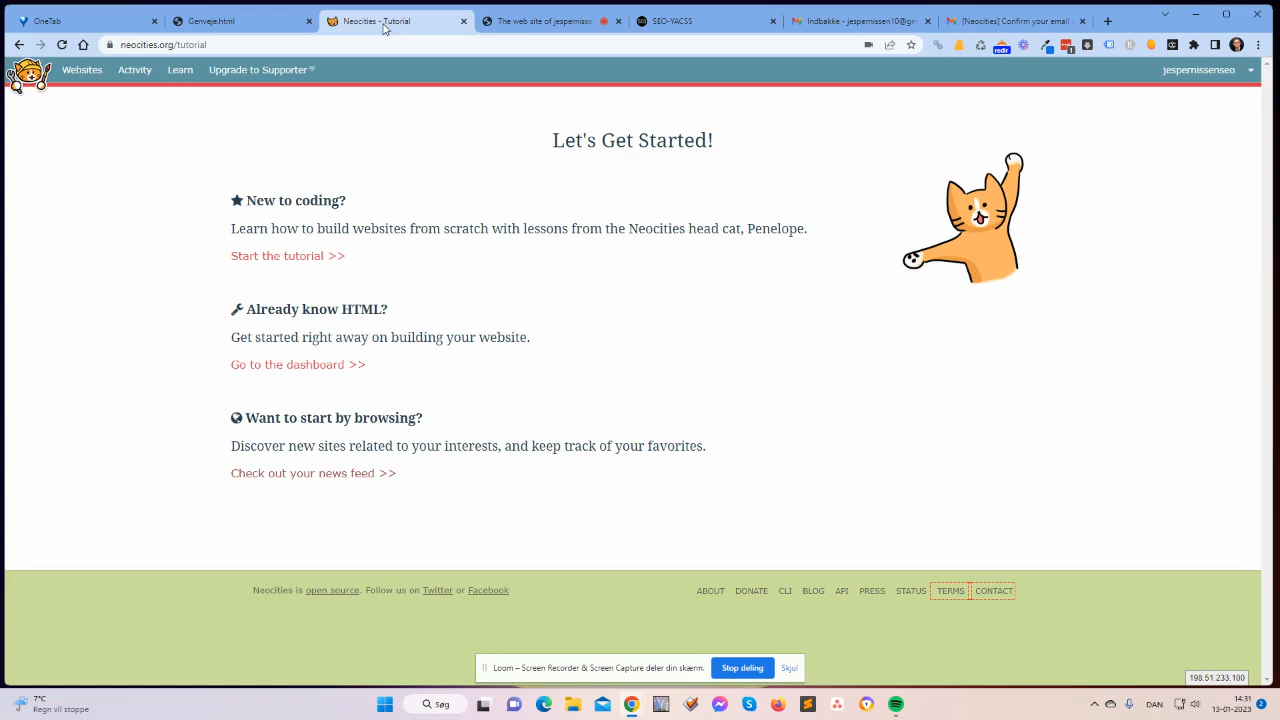 OneTab
Genveje.html
Neocities - Tutorial
The web site of jespernisse
SEO-YACSS
Indbakke - jespernissen10@gm
[Neocities] Confirm your email
neocities.org/tutorial
redir
Websites Activity Learn Upgrade to Supporter
jespernissenseo
Let's Get Started!
New to coding?
Learn how to build websites from scratch with lessons from the Neocities head cat, Penelope.
Start the tutorial >>
Already know HTML?
Get started right away on building your website.
Go to the dashboard >>
Want to start by browsing?
Discover new sites related to your interests, and keep track of your favorites.
Check out your news feed >>
Neocities is open source. Follow us on Twitter or Facebook
ABOUT DONATE CLI BLOG API PRESS STATUS TERMS CONTACT
Loom – Screen Recorder & Screen Capture deler din skærm.
Stop deling
Skjul
198.51.233.100
7°C
Regn vil stoppe
Søg
DAN
14:31
13-01-2023